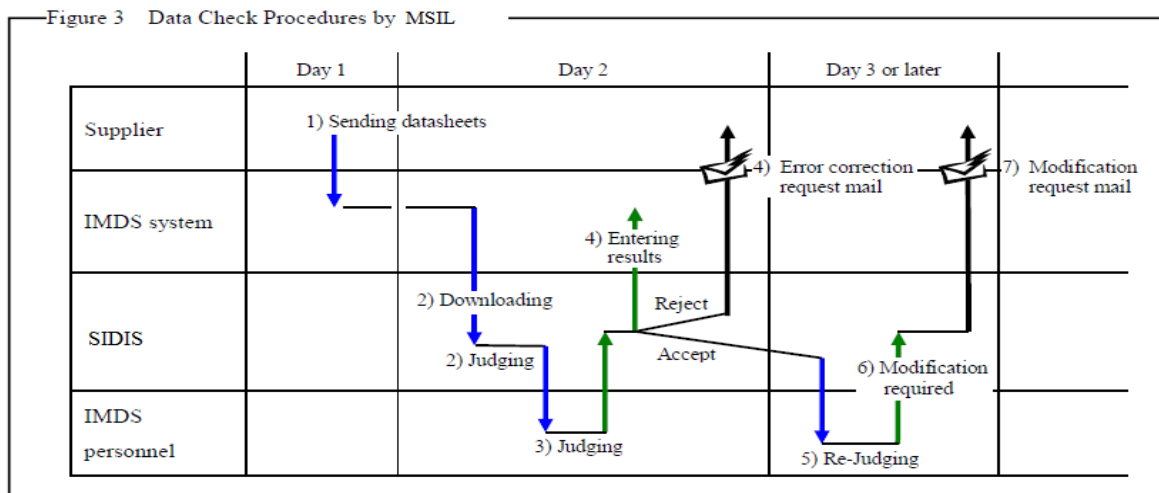 Figure 3 Data Check Procedures by MSIL
Day 1
Day 2
Day 3 or later
Supplier
1) Sending datasheets
4) Error correction
request mail
7) Modification
request mail
IMDS system
4) Entering
results
2) Downloading
Reject
SIDIS
2) Judging
Accept
6) Modification
required
IMDS
personnel
3) Judging
5) Re-Judging